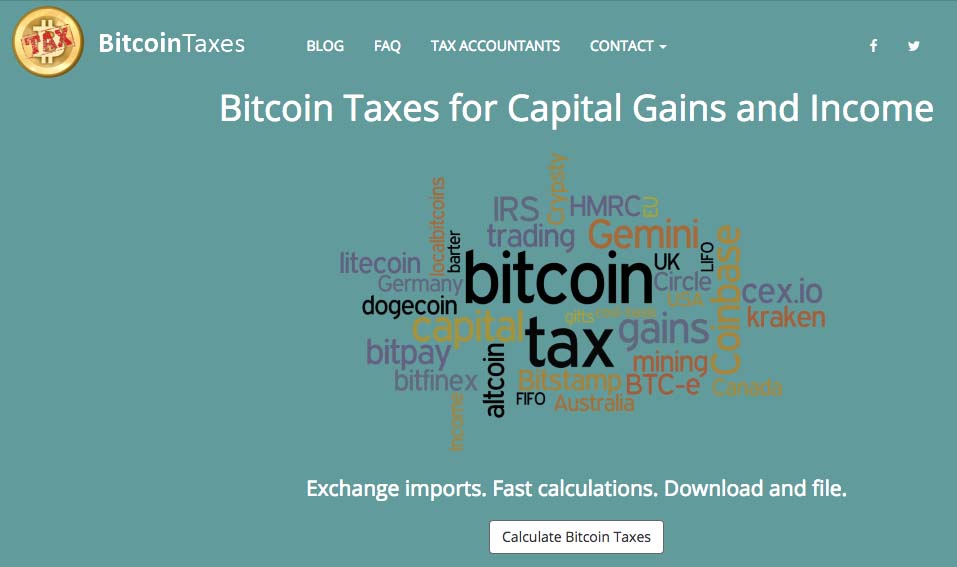 TAX
BitcoinTaxes
BLOG FAQ TAX ACCOUNTANTS CONTACT
Bitcoin Taxes for Capital Gains and Income
Crypsty
IRS
HMRC
EU
localbitcoins
barter
trading
Gemini
litecoin
bitcoin
UK
LIFO
Coinbase
Germany
Circle
cex.io
dogecoin
USA
capital
gifts
gains
kraken
tax
bitpay
altcoin
mining
bitfinex
Bitstamp
BTC-e
Canada
income
FIFO
Australia
Exchange imports. Fast calculations. Download and file.
Calculate Bitcoin Taxes